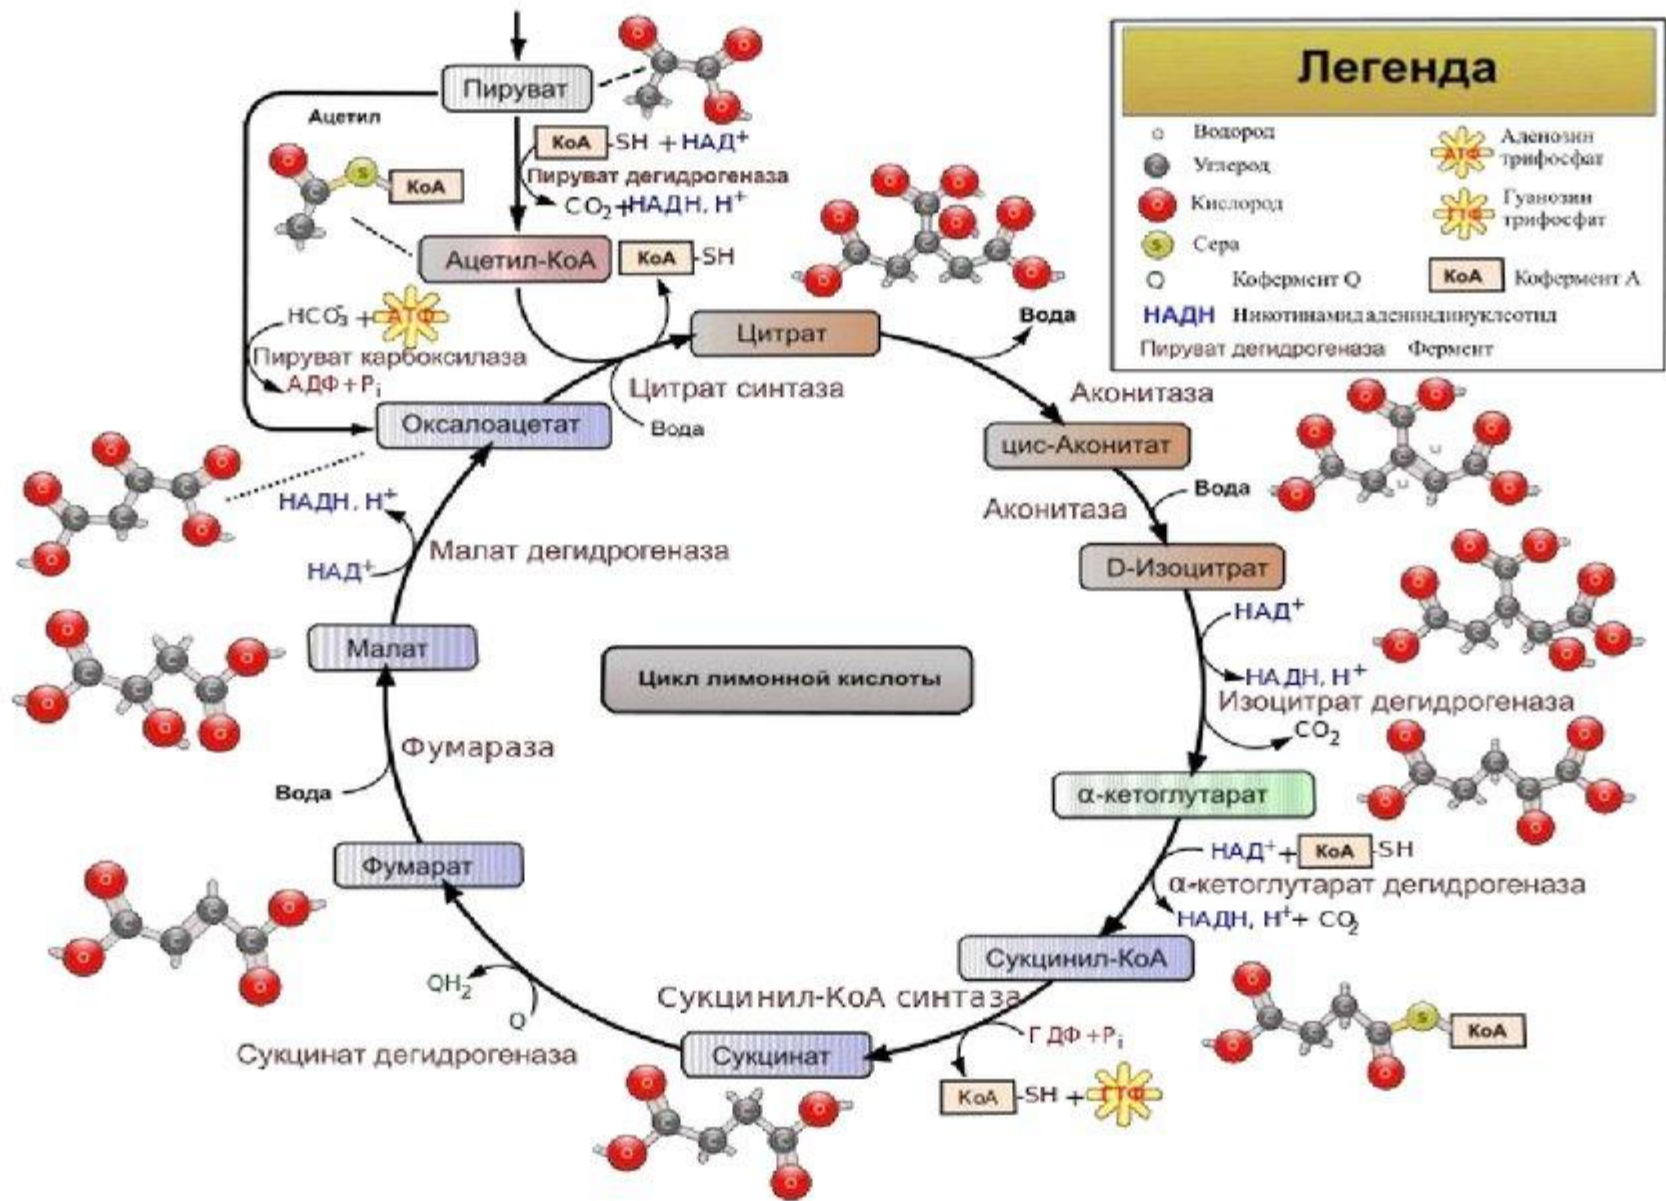 Пируват
Ацетил
КоА
-SH + НАД⁺
Пируват дегидрогеназа
CO₂+НАДН, H⁺
S
КоА
Ацетил-КоА
КоА
-SH
HCO₃⁻ + АТФ
Пируват карбоксилаза
АДФ+Pᵢ
Цитрат
Вода
Цитрат синтаза
Вода
Оксалоацетат
Аконитаза
цис-Аконитат
Аконитаза
Вода
D-Изоцитрат
НАД⁺
НАДН, H⁺
Изоцитрат дегидрогеназа
CO₂
α-кетоглутарат
НАД⁺+ КоА -SH
α-кетоглутарат дегидрогеназа
НАДН, H⁺+ CO₂
Сукцинил-КоА
S
КоА
Сукцинил-КоА синтаза
ГДФ+Pᵢ
КоА -SH + ГТФ
Сукцинат
QH₂
Q
Сукцинат дегидрогеназа
Фумарат
Вода
Фумараза
Малат
НАД⁺
Малат дегидрогеназа
НАДН, H⁺
Цикл лимонной кислоты
Легенда
Водород
Углерод
Кислород
S Сера
Q Кофермент Q
НАДН Никотинамидадениндинуклеотид
Пируват дегидрогеназа Фермент
АТФ
Аденозин
трифосфат
ГТФ
Гуанозин
трифосфат
КоА Кофермент А